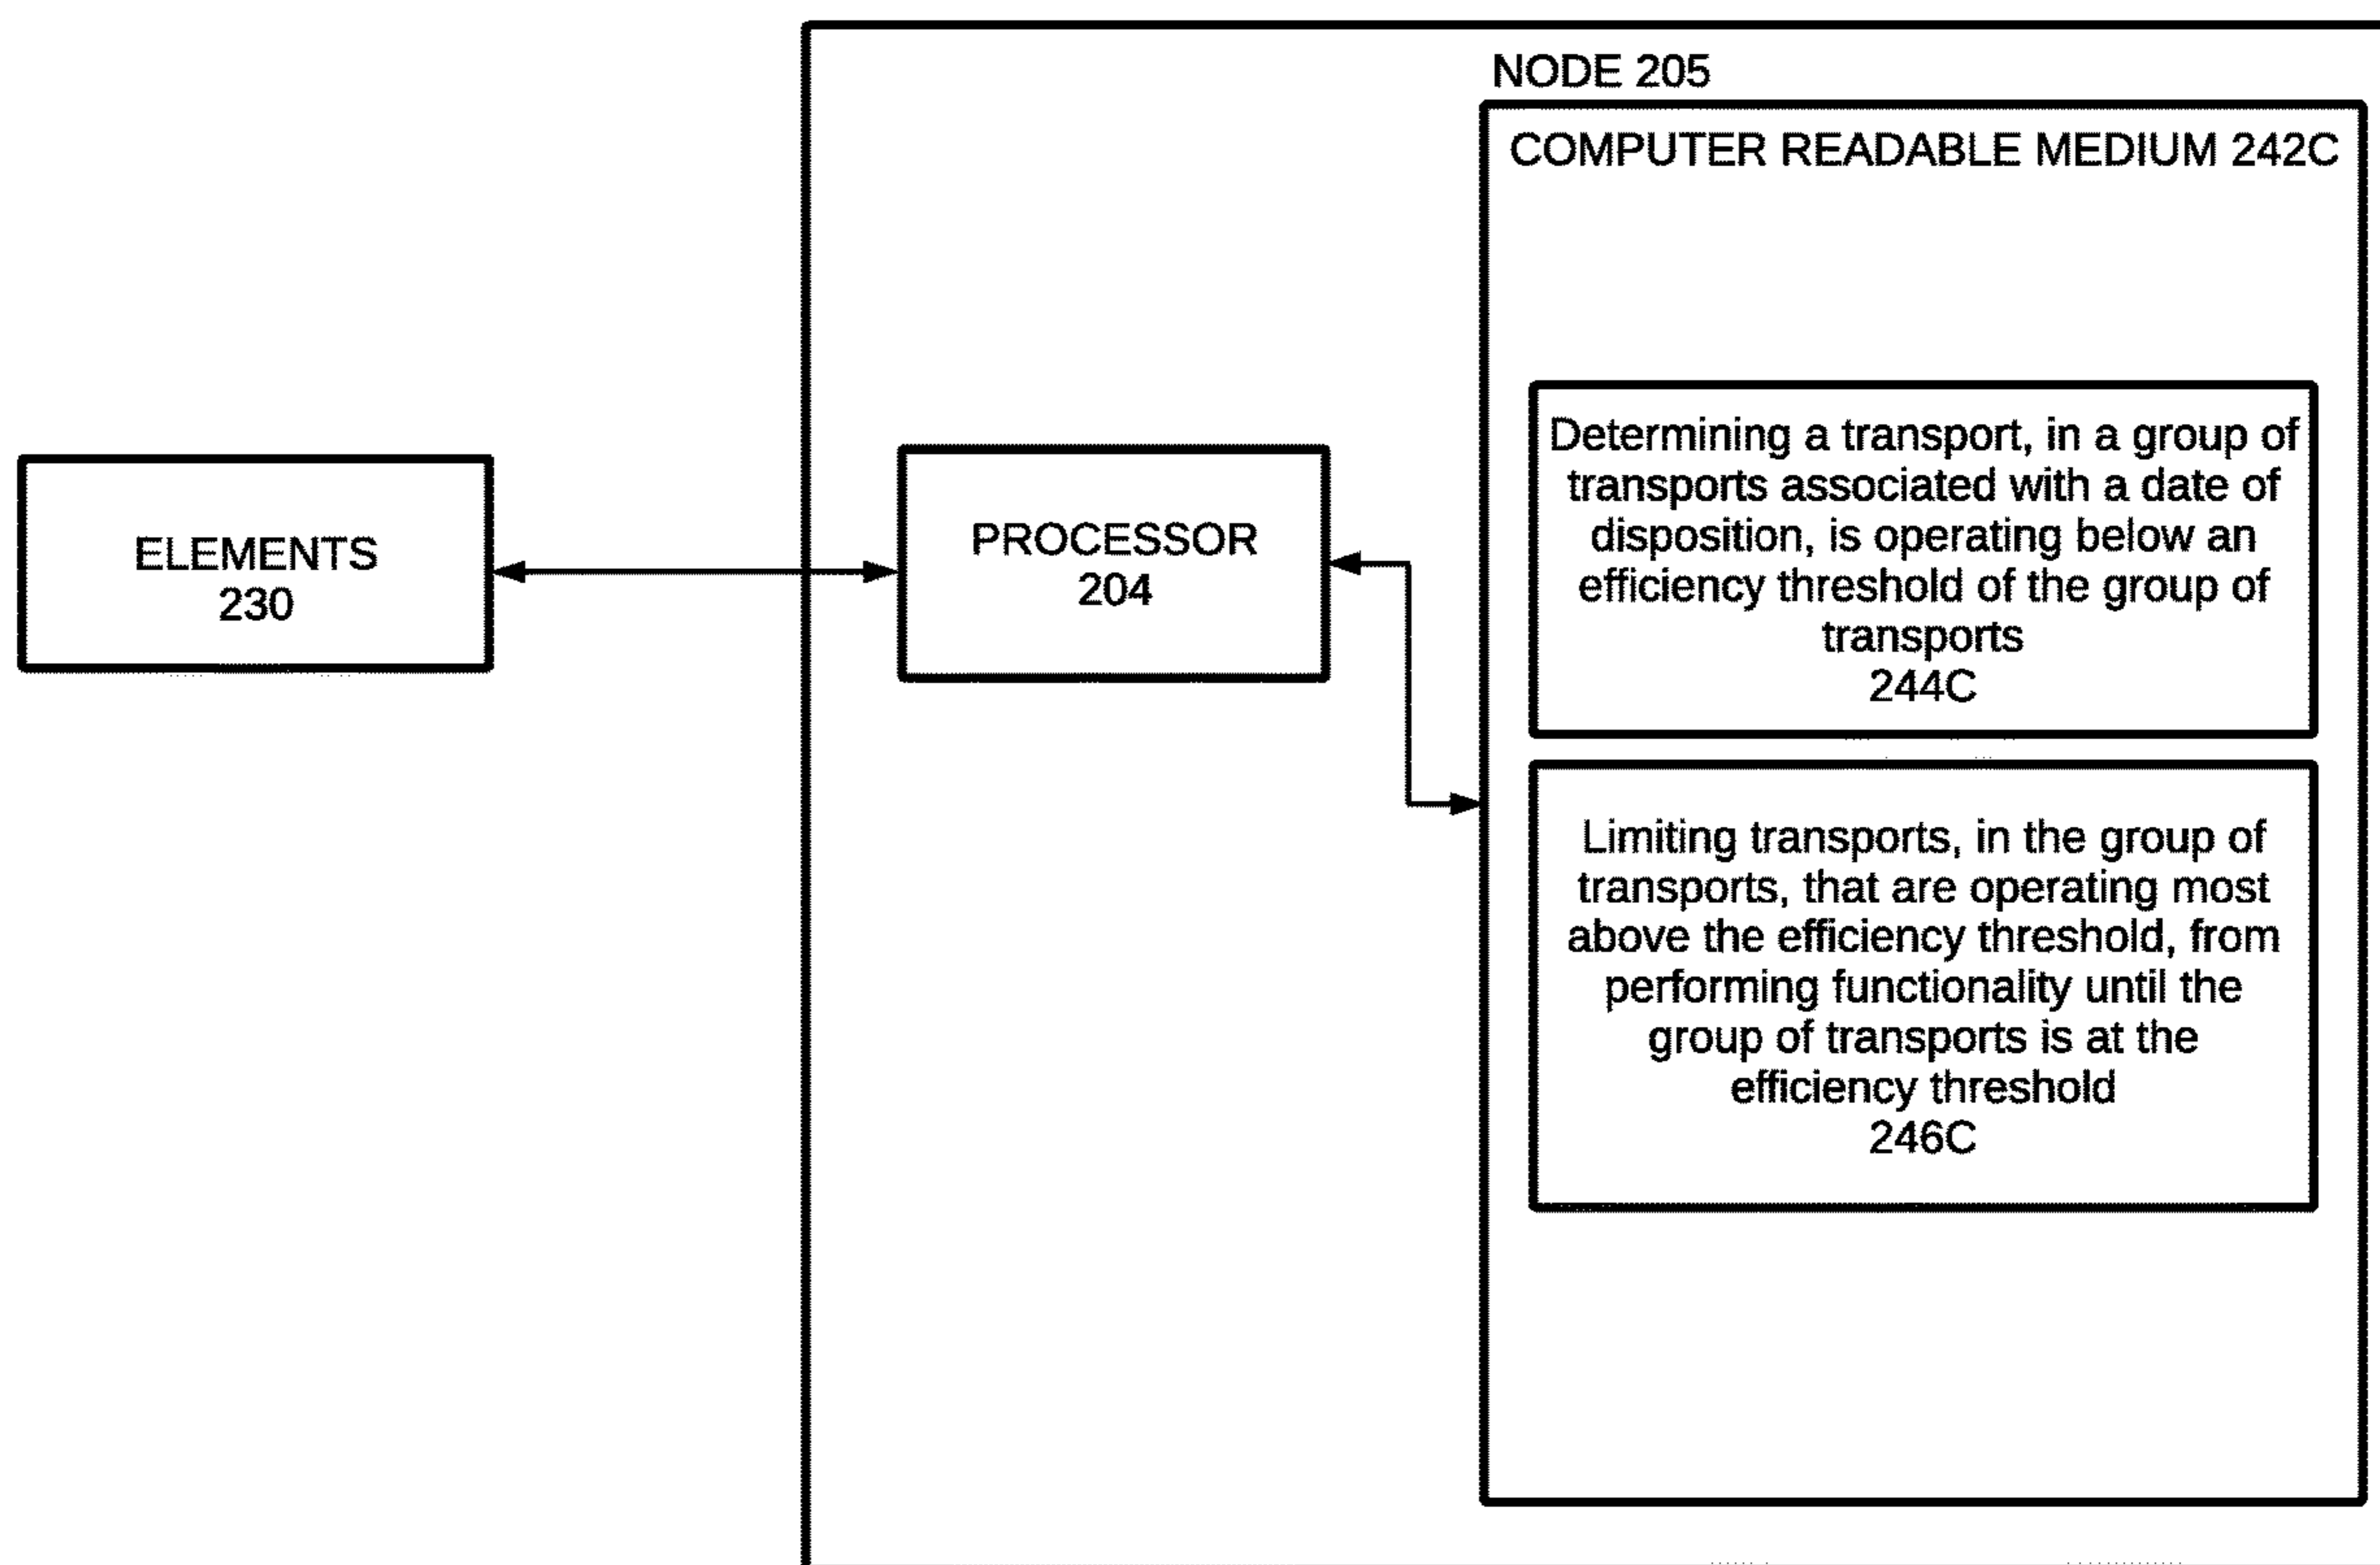 NODE 205
COMPUTER READABLE MEDIUM 242C
ELEMENTS
230
PROCESSOR
204
Determining a transport, in a group of
transports associated with a date of
disposition, is operating below an
efficiency threshold of the group of
transports
244C
Limiting transports, in the group of
transports, that are operating most
above the efficiency threshold, from
performing functionality until the
group of transports is at the
efficiency threshold
246C